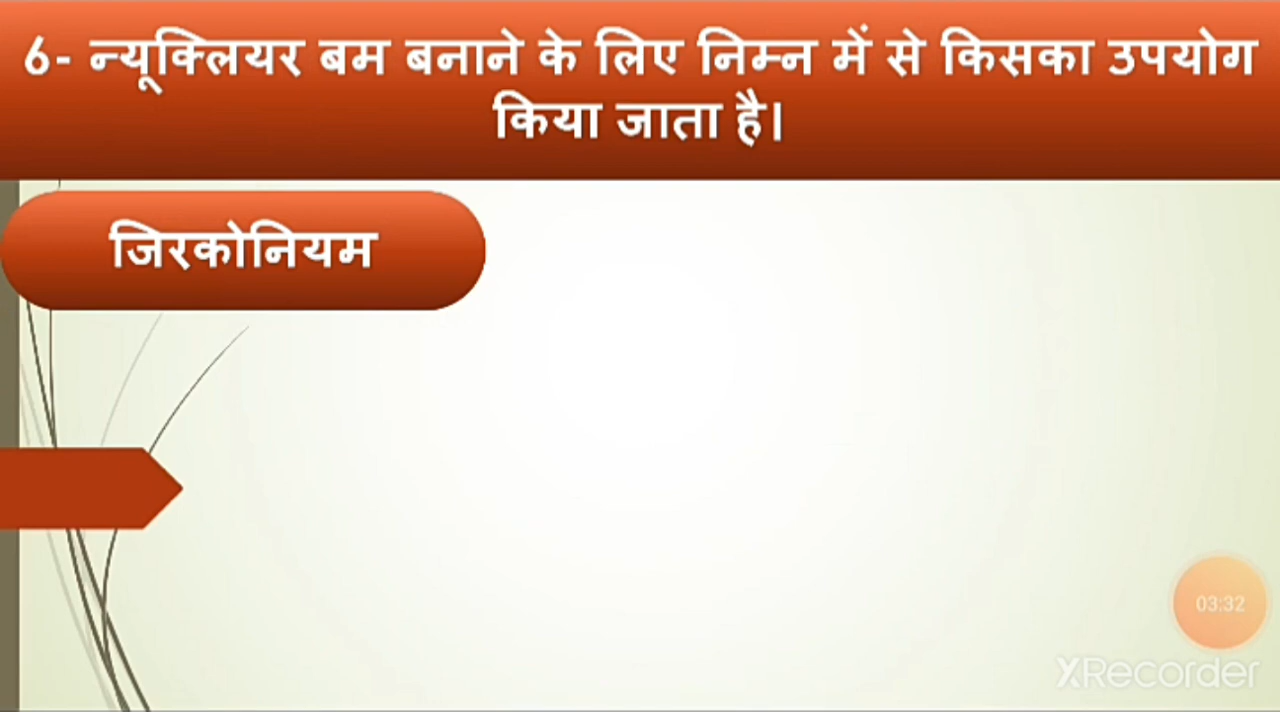 6- न्यूक्लियर बम बनाने के लिए निम्न में से किसका उपयोग
किया जाता है।
जिरकोनियम
03:32
XRecorder